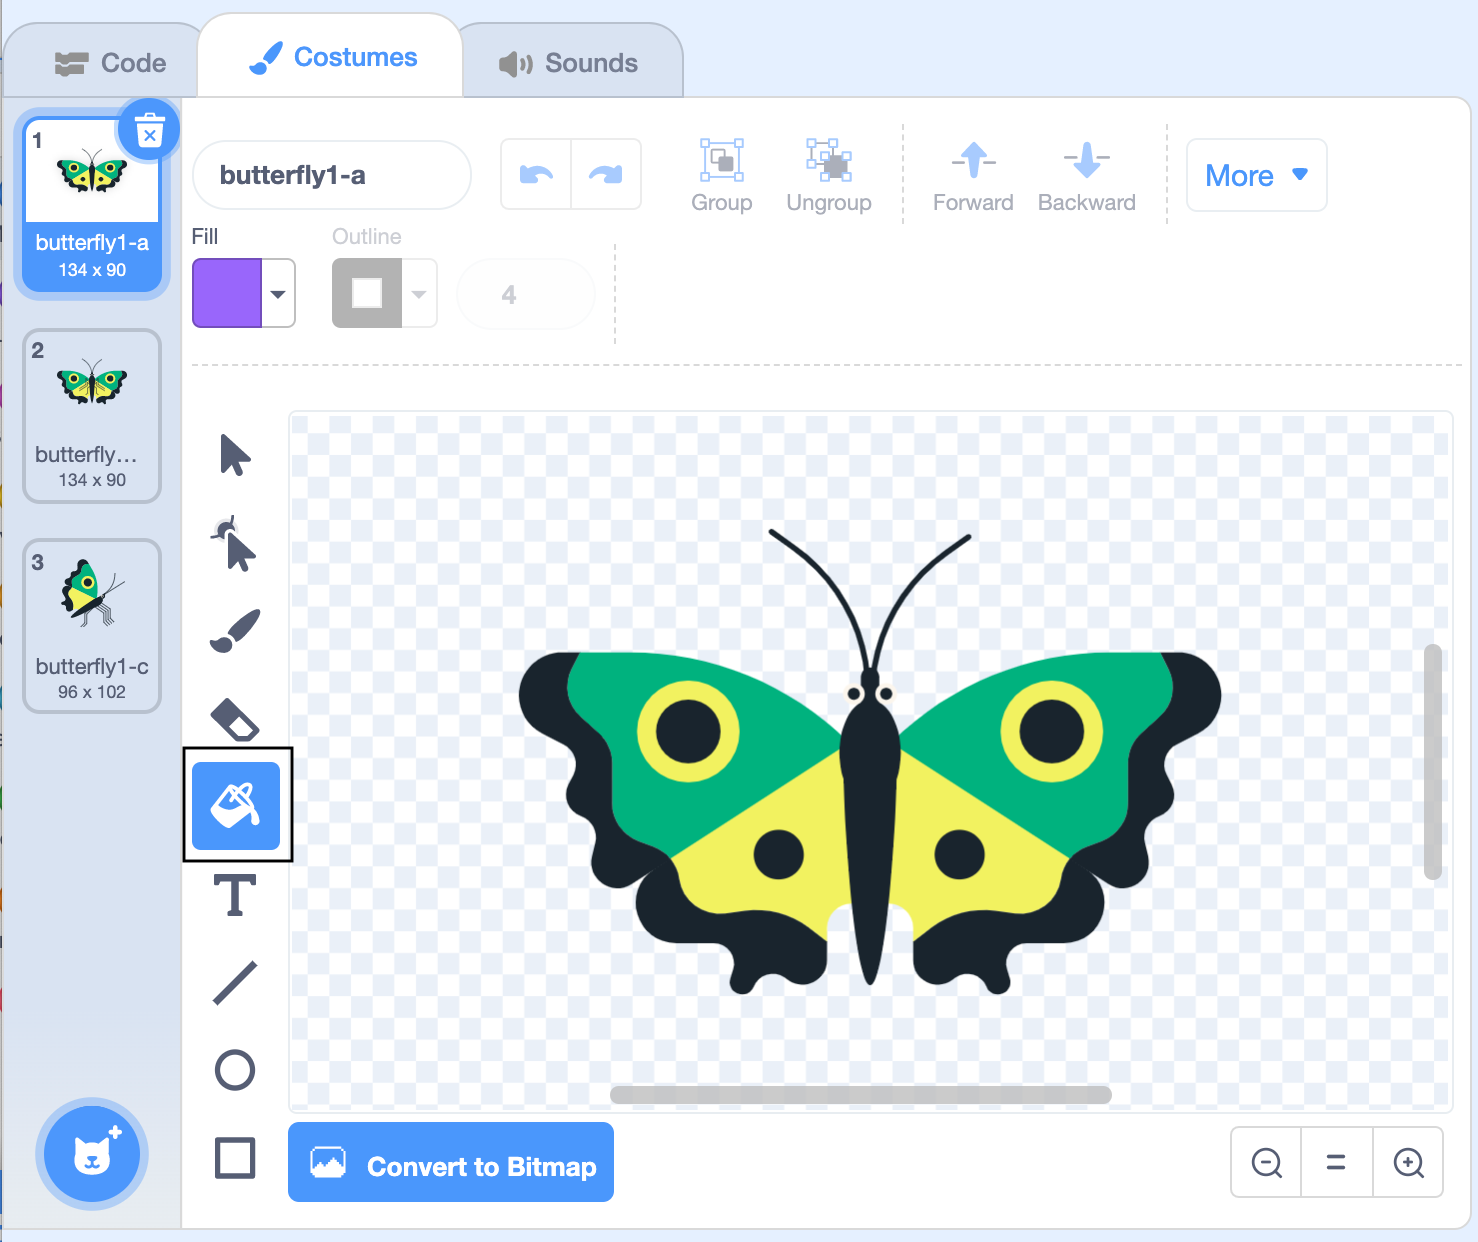 Code
Costumes
Sounds
1
butterfly1-a
134 x 90
2
butterfly...
134 x 90
3
butterfly1-c
96 x 102
butterfly1-a
Group
Ungroup
Forward
Backward
More
Fill
Outline
4
T
Convert to Bitmap
=